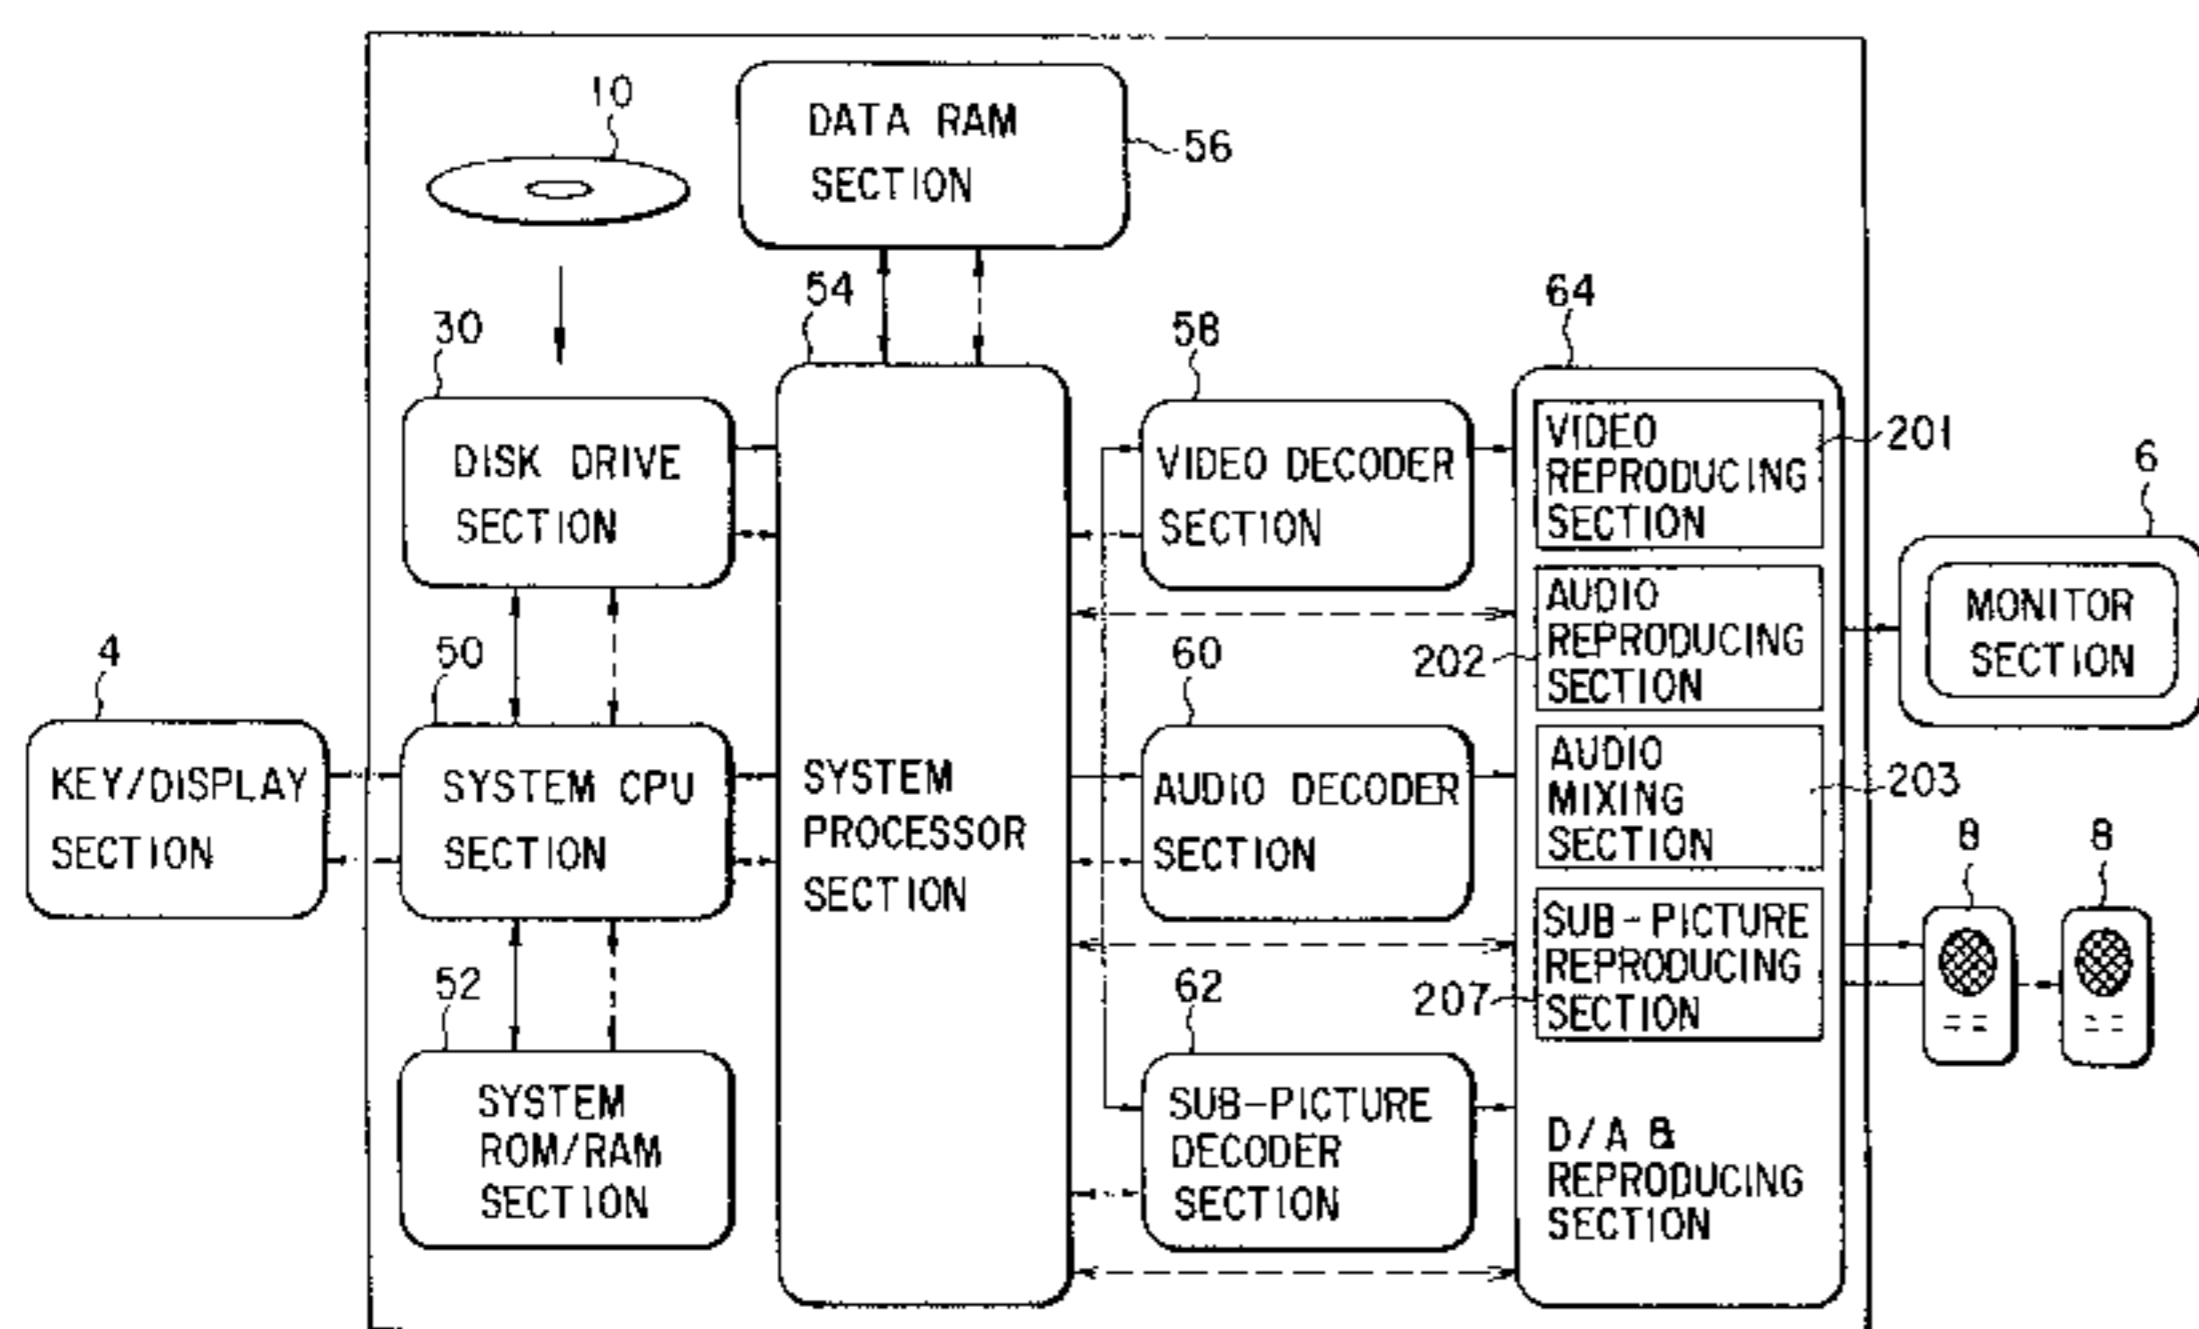 10
DATA RAM
SECTION
56
54
30
DISK DRIVE
SECTION
58
VIDEO DECODER
SECTION
64
VIDEO
REPRODUCING
SECTION
201
AUDIO
REPRODUCING
SECTION
202
6
MONITOR
SECTION
4
KEY/DISPLAY
SECTION
50
SYSTEM CPU
SECTION
SYSTEM
PROCESSOR
SECTION
60
AUDIO DECODER
SECTION
AUDIO
MIXING
SECTION
203
8
8
SUB-PICTURE
REPRODUCING
SECTION
207
52
SYSTEM
ROM/RAM
SECTION
62
SUB-PICTURE
DECODER
SECTION
D/A &
REPRODUCING
SECTION